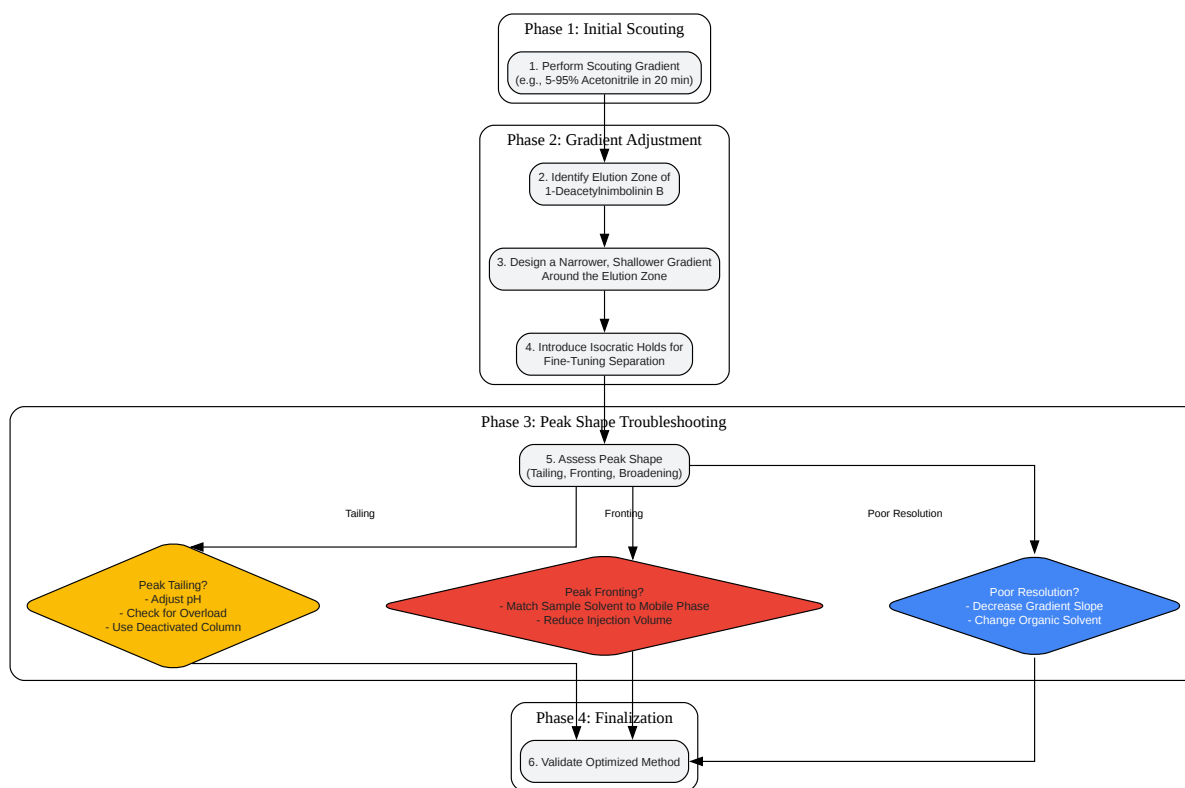 Phase 1: Initial Scouting
1. Perform Scouting Gradient
(e.g., 5-95% Acetonitrile in 20 min)
Phase 2: Gradient Adjustment
2. Identify Elution Zone of
1-Deacetylnimbolinin B
3. Design a Narrower, Shallower Gradient
Around the Elution Zone
4. Introduce Isocratic Holds for
Fine-Tuning Separation
Phase 3: Peak Shape Troubleshooting
5. Assess Peak Shape
(Tailing, Fronting, Broadening)
Tailing
Fronting
Poor Resolution
Peak Tailing?
- Adjust pH
- Check for Overload
- Use Deactivated Column
Peak Fronting?
- Match Sample Solvent to Mobile Phase
- Reduce Injection Volume
Poor Resolution?
- Decrease Gradient Slope
- Change Organic Solvent
Phase 4: Finalization
6. Validate Optimized Method